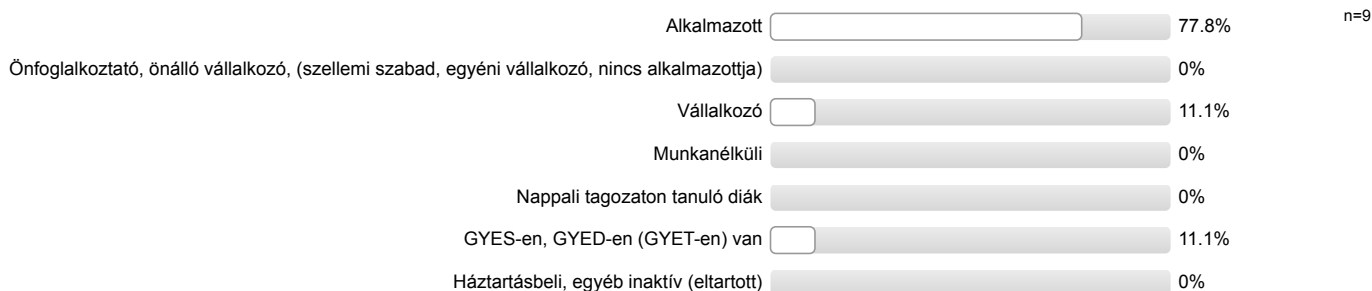 Alkalmazott 77.8% n=9
Önfoglalkoztató, önálló vállalkozó, (szellemi szabad, egyéni vállalkozó, nincs alkalmazottja) 0%
Vállalkozó 11.1%
Munkanélküli 0%
Nappali tagozaton tanuló diák 0%
GYES-en, GYED-en (GYET-en) van 11.1%
Háztartásbeli, egyéb inaktív (eltartott) 0%